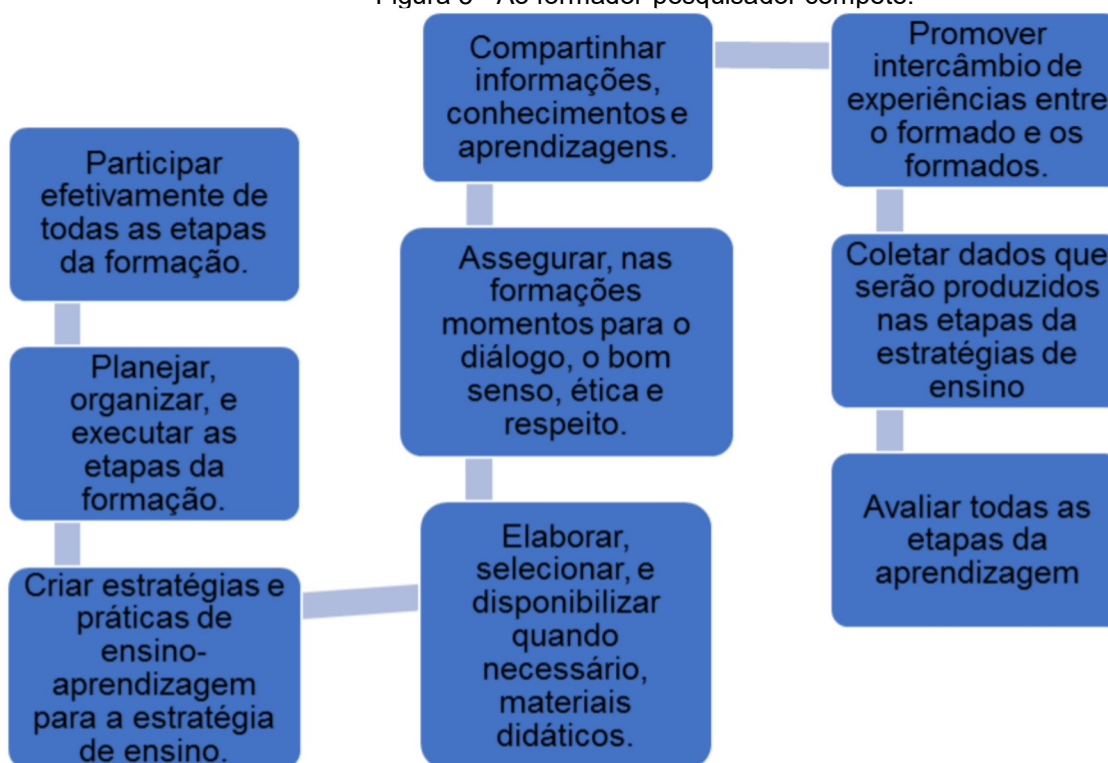 Participar
efetivamente de
todas as etapas
da formação.
Planejar,
organizar, e
executar as
etapas da
formação.
Criar estratégias e
práticas de
ensino-
aprendizagem
para a estratégia
de ensino.
Elaborar,
selecionar, e
disponibilizar
quando
necessário,
materiais
didáticos.
Assegurar, nas
formações
momentos para o
diálogo, o bom
senso, ética e
respeito.
Compartinhar
informações,
conhecimentos e
aprendizagens.
Promover
intercâmbio de
experiências entre
o formado e os
formados.
Coletar dados que
serão produzidos
nas etapas da
estratégias de
ensino
Avaliar todas as
etapas da
aprendizagem